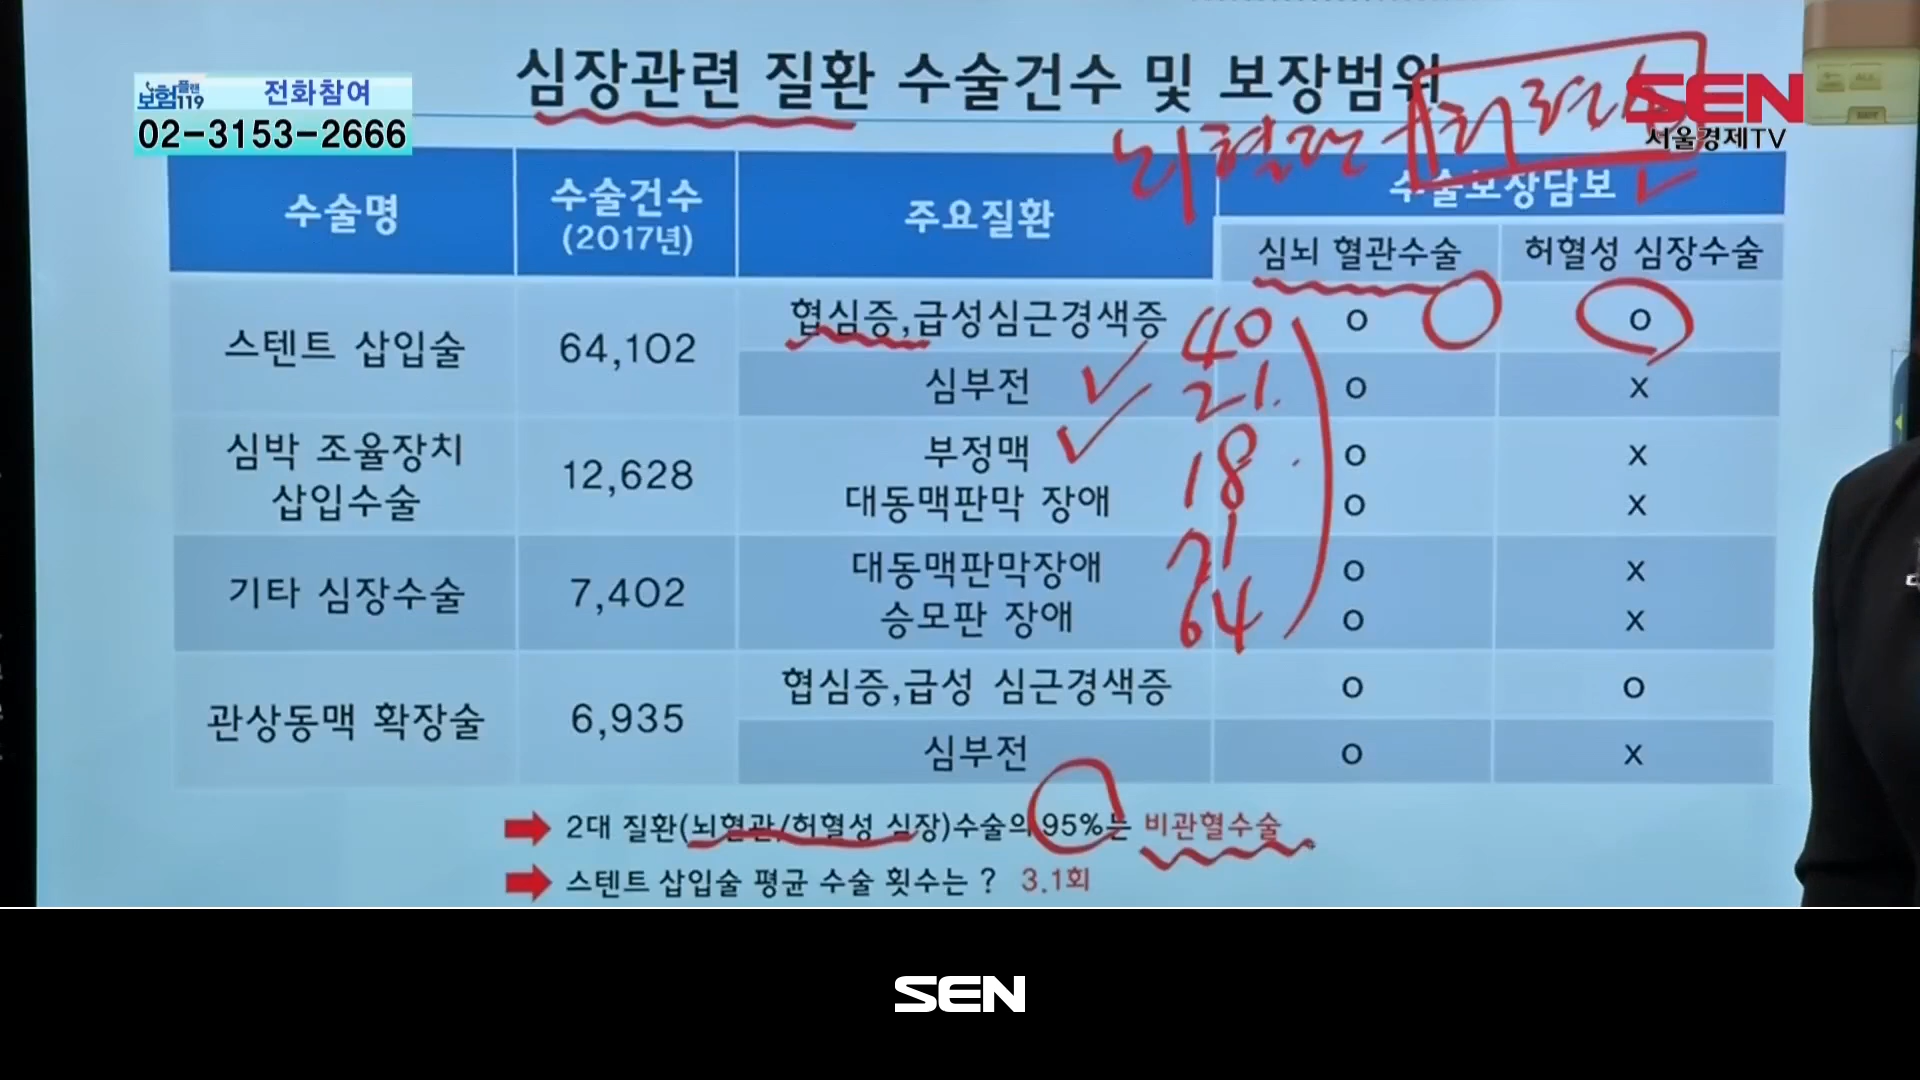 심장관련 질환 수술건수 및 보장범위
보험플랜119 전화참여
02-3153-2666
SEN
서울경제TV
뇌혈관
수술명 수술건수 주요질환 수술보상담보
(2017년)
심뇌 혈관수술 허혈성 심장수술
스텐트 삽입술 64,102 협심증,급성심근경색증 40 o o
심부전 21 o x
심박 조율장치 12,628 부정맥 18 o x
삽입수술 대동맥판막 장애 o x
기타 심장수술 7,402 대동맥판막장애 o x
승모판 장애 64 o x
관상동맥 확장술 6,935 협심증,급성 심근경색증 o o
심부전 o x
2대 질환(뇌혈관/허혈성 심장)수술의 95%는 비관혈수술
스텐트 삽입술 평균 수술 횟수는 ? 3.1회
SEN